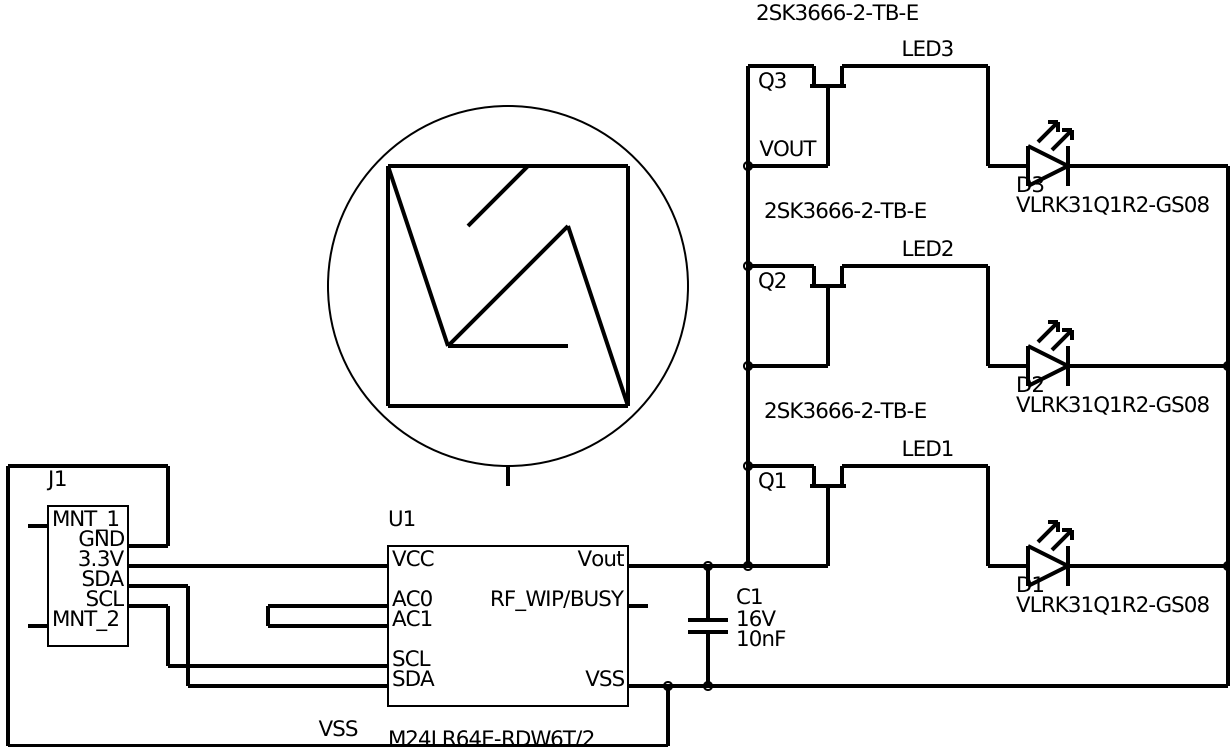 2SK3666-2-TB-E
LED3
Q3
VOUT
D3
VLRK31Q1R2-GS08
2SK3666-2-TB-E
LED2
Q2
D2
VLRK31Q1R2-GS08
2SK3666-2-TB-E
LED1
Q1
D1
VLRK31Q1R2-GS08
J1
MNT_1
GND
3.3V
SDA
SCL
MNT_2
U1
VCC
Vout
AC0
RF_WIP/BUSY
AC1
SCL
SDA
VSS
C1
16V
10nF
VSS
M24LR64E-RDW6T/2